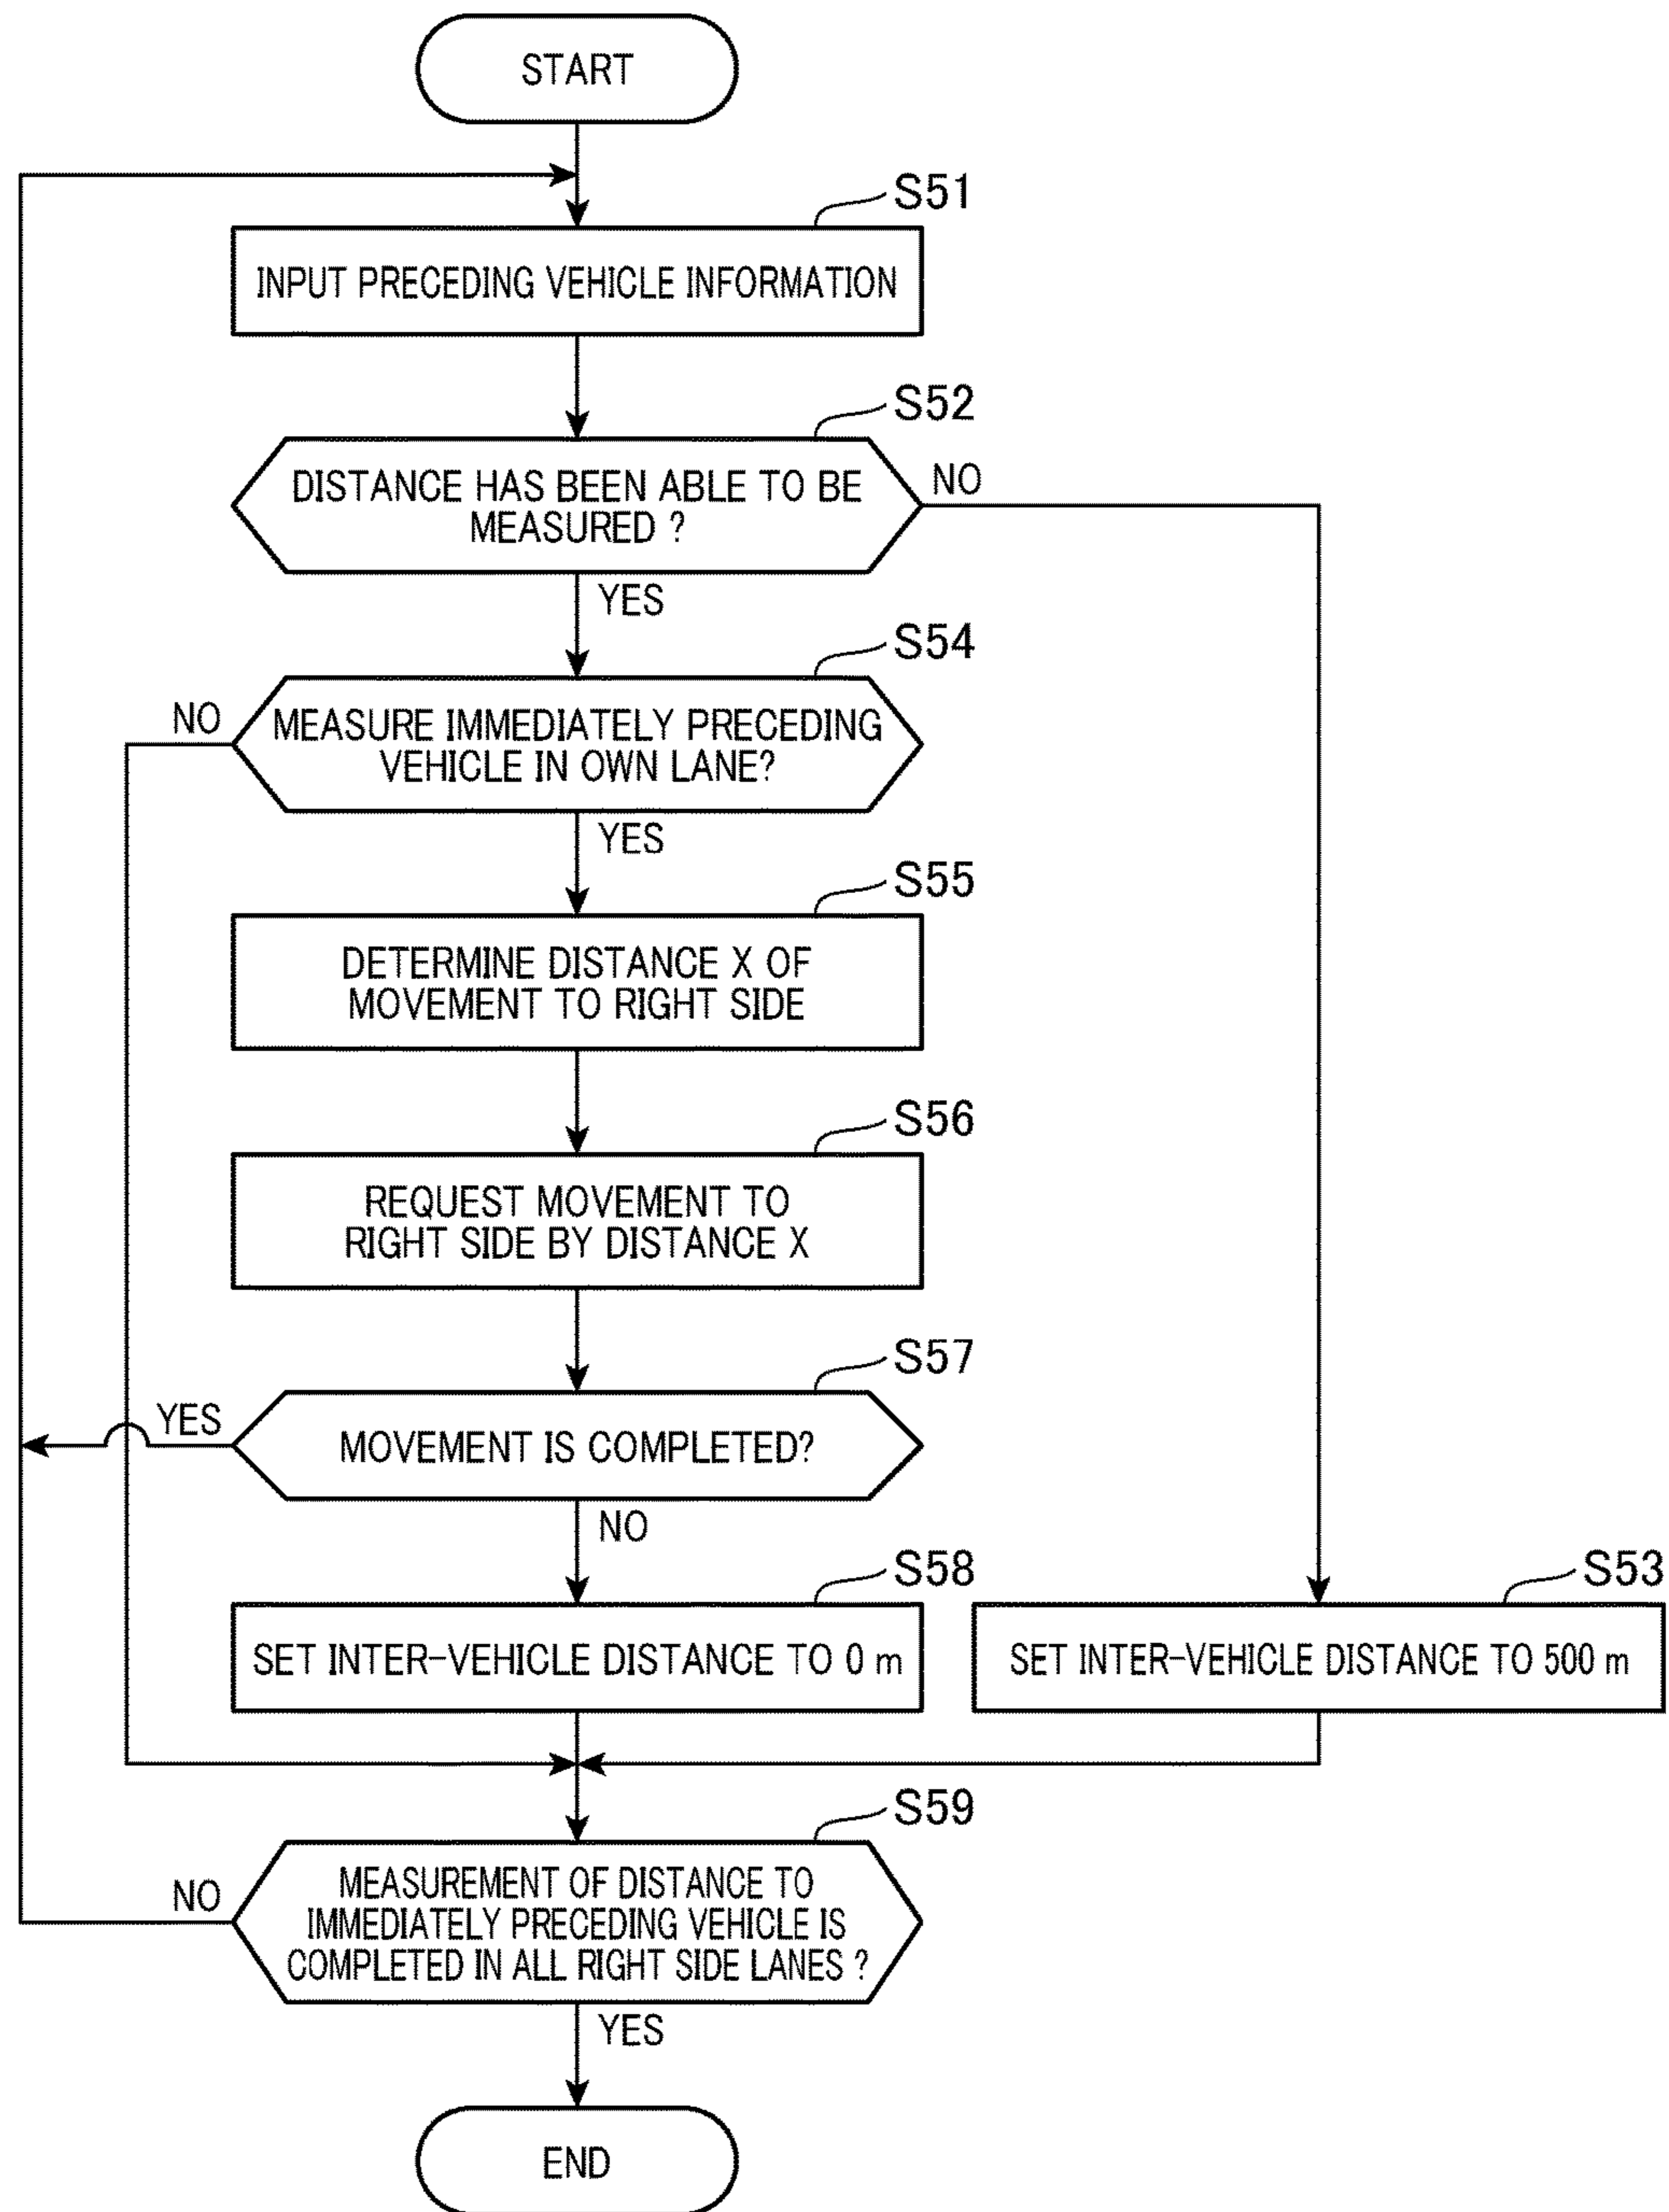 START
S51
INPUT PRECEDING VEHICLE INFORMATION
S52
DISTANCE HAS BEEN ABLE TO BE
MEASURED ?
NO
YES
S54
NO
MEASURE IMMEDIATELY PRECEDING
VEHICLE IN OWN LANE?
YES
S55
DETERMINE DISTANCE X OF
MOVEMENT TO RIGHT SIDE
S56
REQUEST MOVEMENT TO
RIGHT SIDE BY DISTANCE X
S57
YES
MOVEMENT IS COMPLETED?
NO
S58
SET INTER-VEHICLE DISTANCE TO 0 m
S53
SET INTER-VEHICLE DISTANCE TO 500 m
S59
NO
MEASUREMENT OF DISTANCE TO
IMMEDIATELY PRECEDING VEHICLE IS
COMPLETED IN ALL RIGHT SIDE LANES ?
YES
END